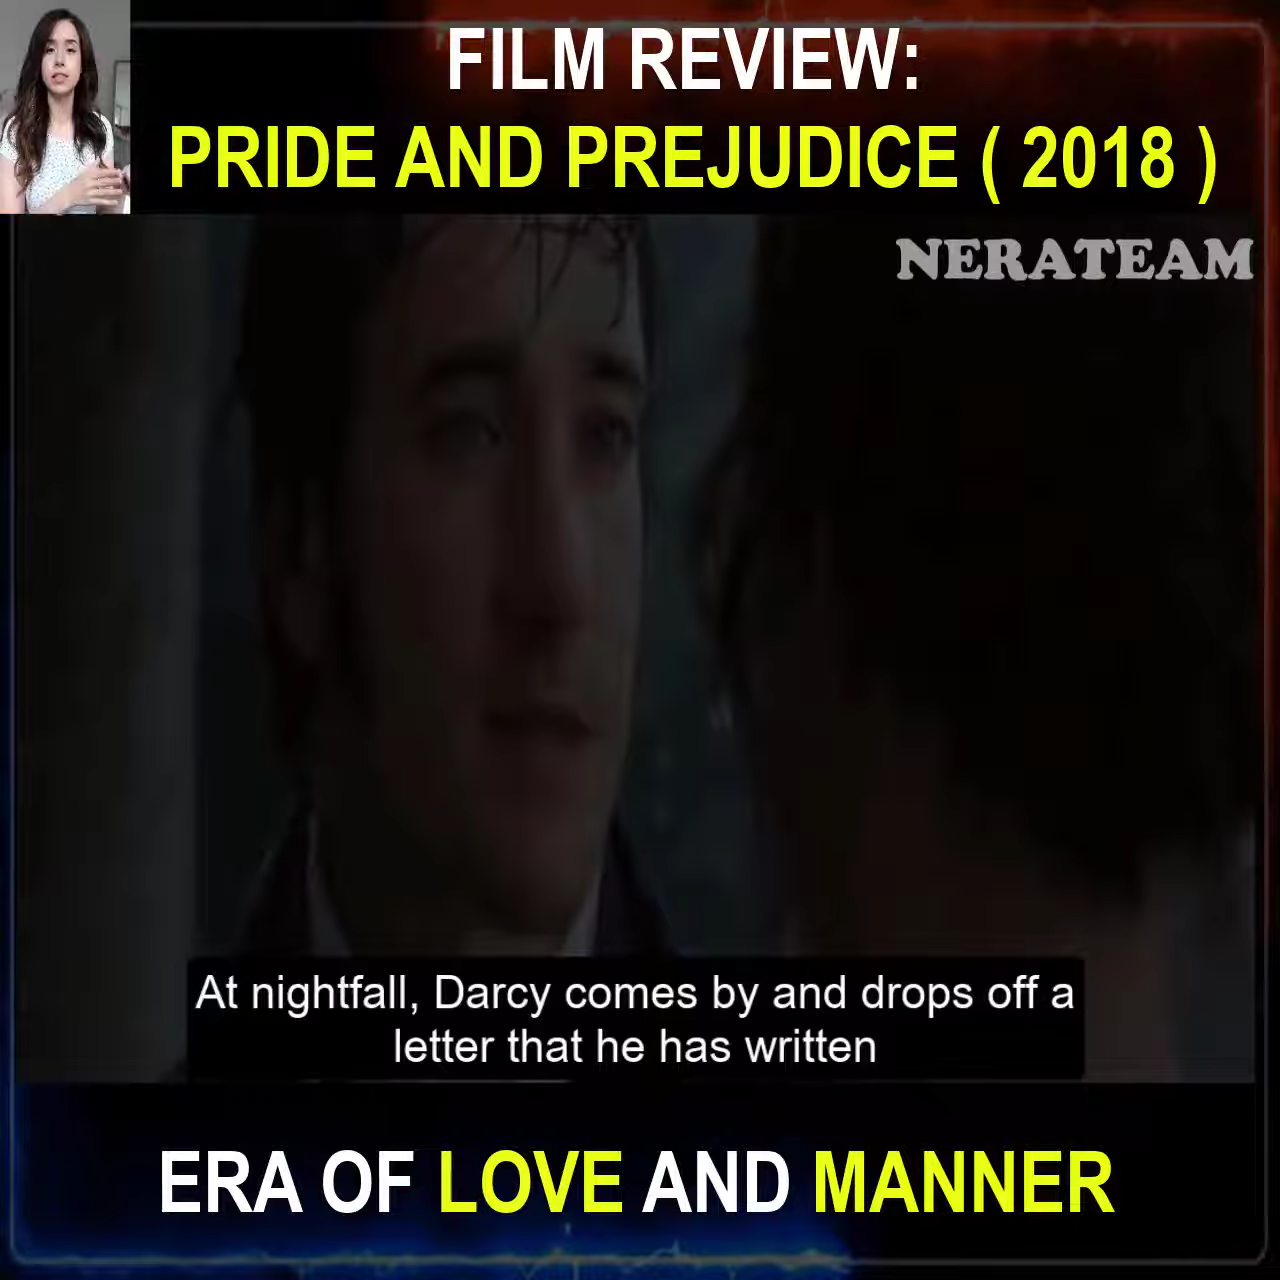 FILM REVIEW:
PRIDE AND PREJUDICE ( 2018 )
NERATEAM
At nightfall, Darcy comes by and drops off a
letter that he has written
ERA OF LOVE AND MANNER